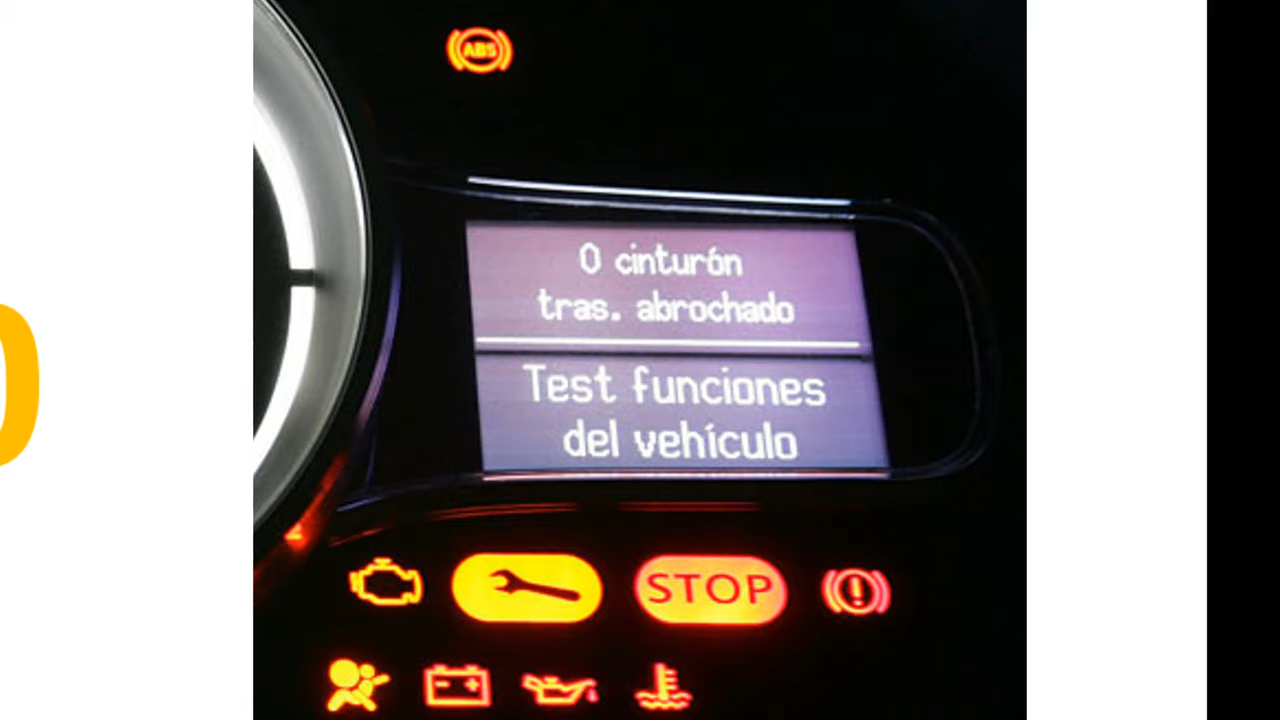 ABS
0 cinturón
tras. abrochado
Test funciones
del vehículo
STOP